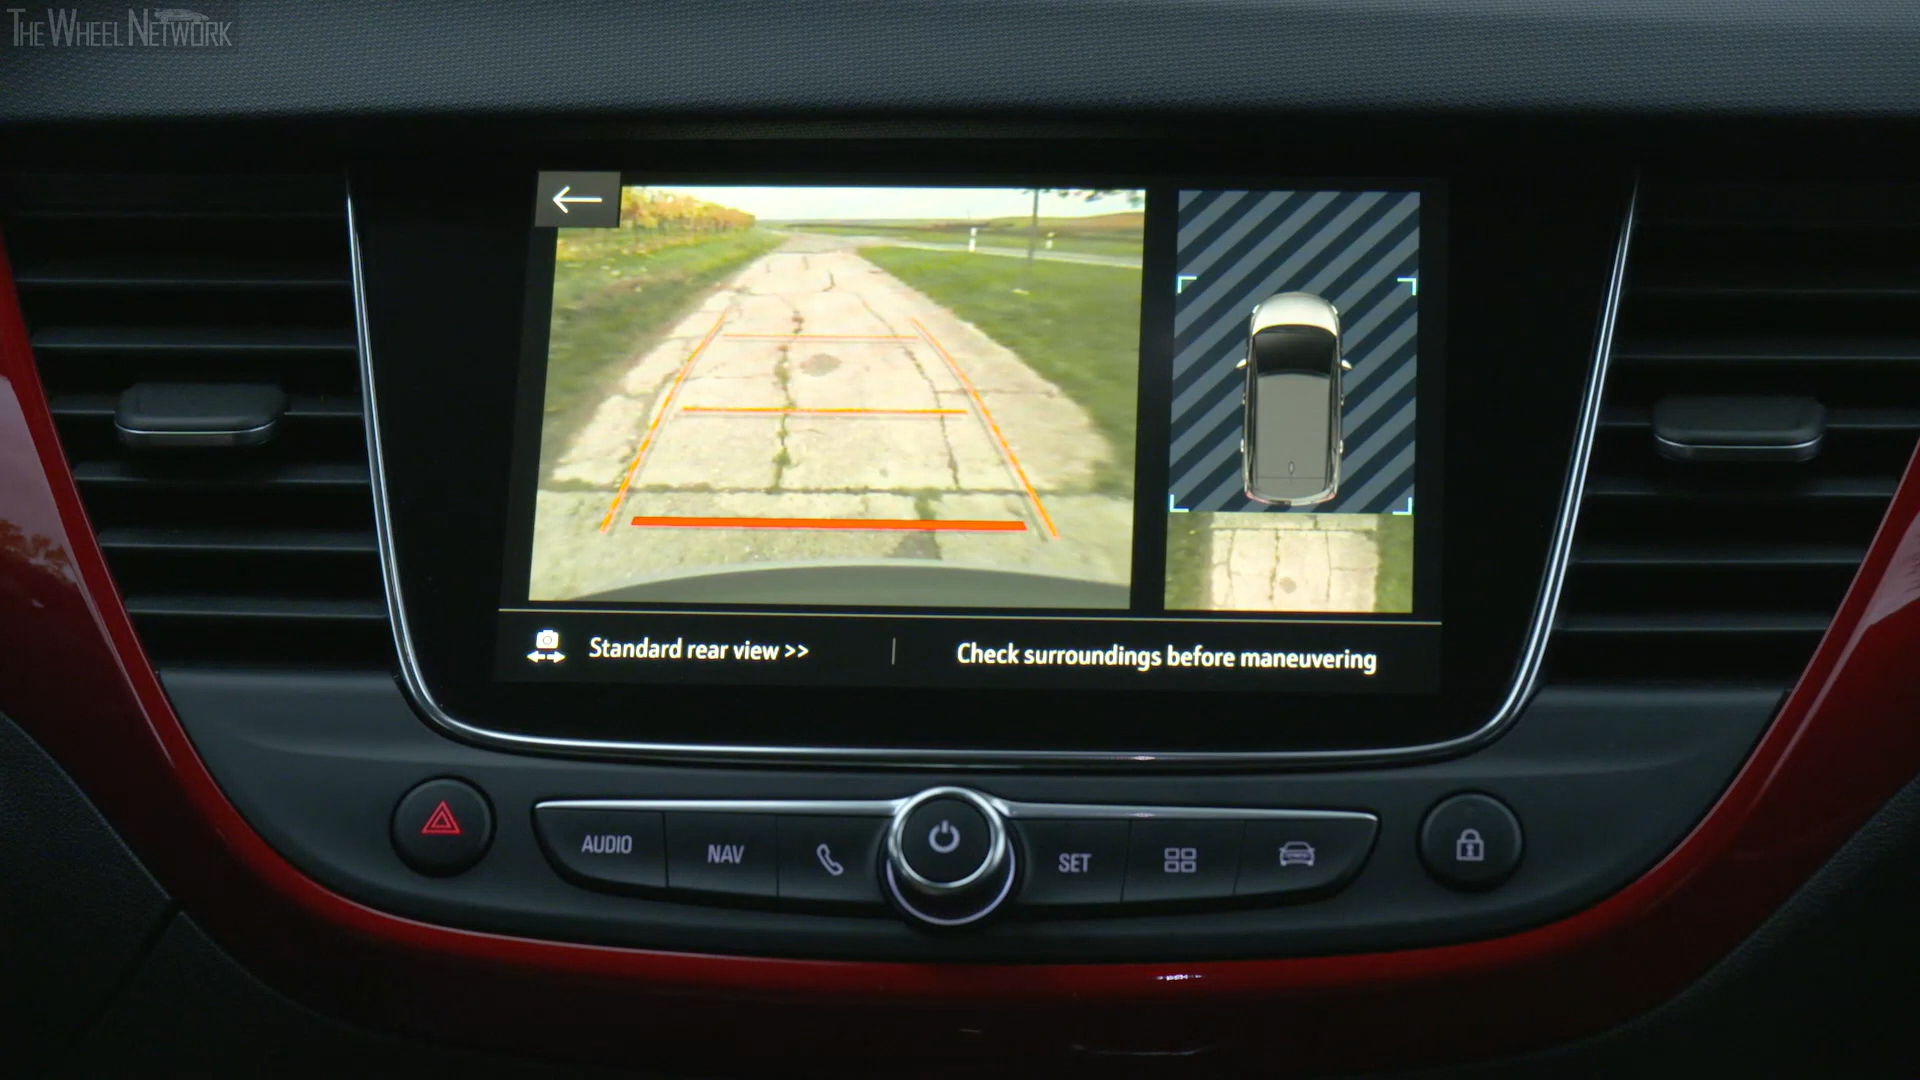 THE WHEEL NETWORK
Standard rear view >>
Check surroundings before maneuvering
AUDIO
NAV
SET